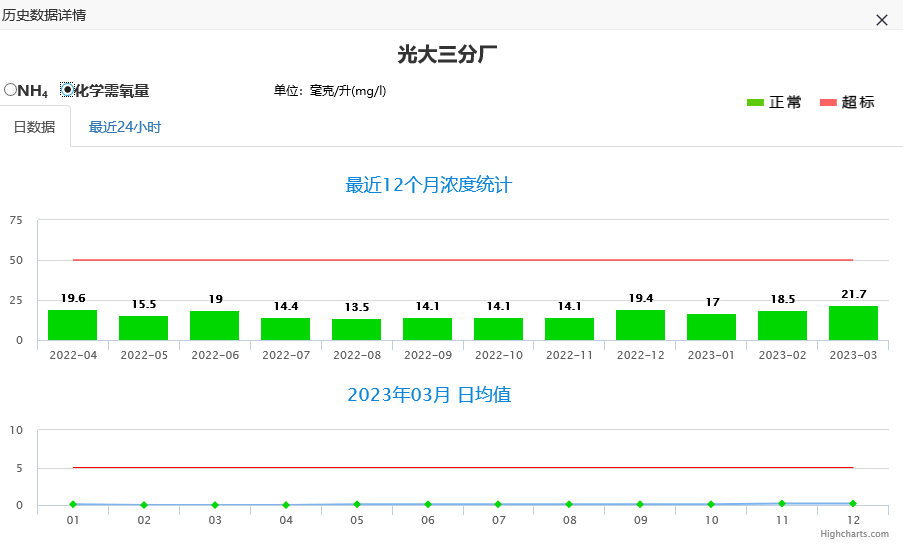 历史数据详情
光大三分厂
NH₄ 化学需氧量 单位：毫克/升(mg/l)
正常 超标
日数据 最近24小时
最近12个月浓度统计
75
50
25
0
19.6 15.5 19 14.4 13.5 14.1 14.1 14.1 19.4 17 18.5 21.7
2022-04 2022-05 2022-06 2022-07 2022-08 2022-09 2022-10 2022-11 2022-12 2023-01 2023-02 2023-03
2023年03月 日均值
10
5
0
01 02 03 04 05 06 07 08 09 10 11 12
Highcharts.com